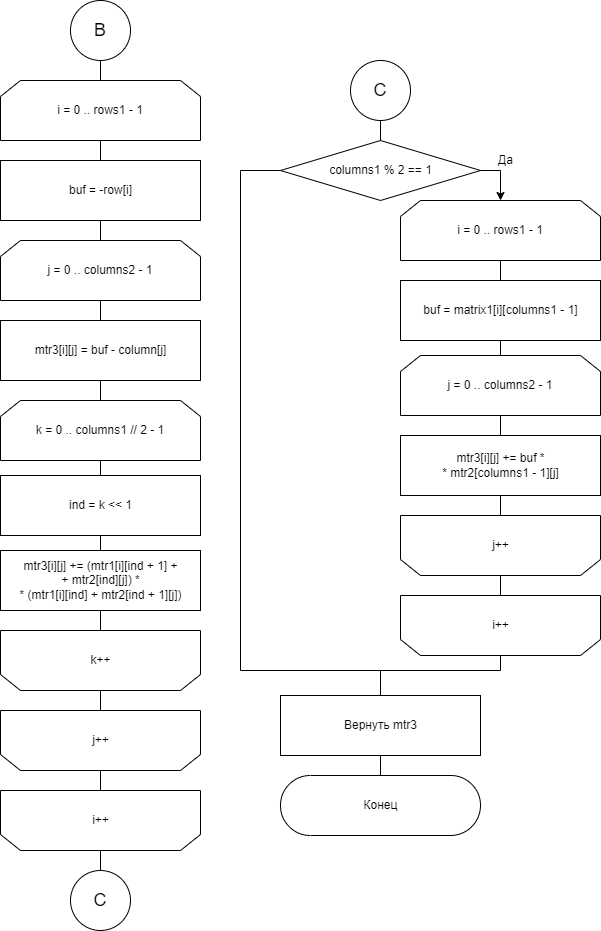 B
i = 0 .. rows1 - 1
buf = -row[i]
j = 0 .. columns2 - 1
mtr3[i][j] = buf - column[j]
k = 0 .. columns1 // 2 - 1
ind = k << 1
mtr3[i][j] += (mtr1[i][ind + 1] +
+ mtr2[ind][j]) *
* (mtr1[i][ind] + mtr2[ind + 1][j])
k++
j++
i++
C
C
columns1 % 2 == 1
Да
i = 0 .. rows1 - 1
buf = matrix1[i][columns1 - 1]
j = 0 .. columns2 - 1
mtr3[i][j] += buf *
* mtr2[columns1 - 1][j]
j++
i++
Вернуть mtr3
Конец